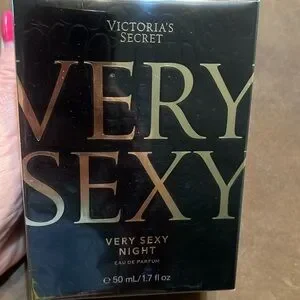 VICTORIA'S
SECRET
VERY
SEXY
VERY SEXY
NIGHT
EAU DE PARFUM
℮ 50 mL/1.7 fl oz